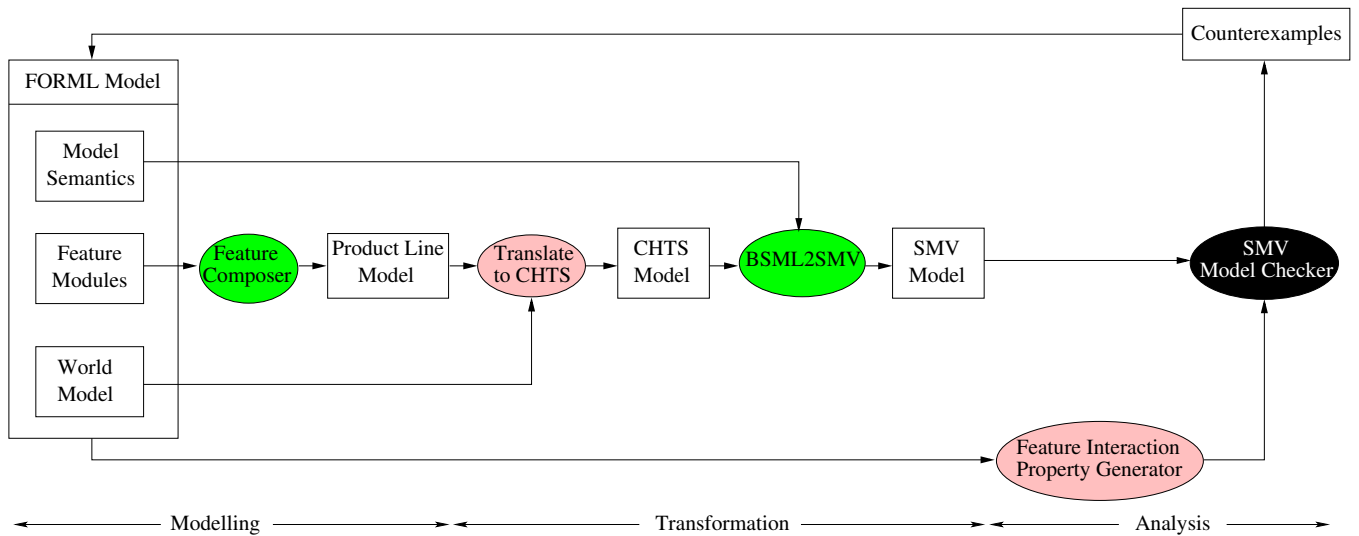 Counterexamples
FORML Model
Model
Semantics
Feature
Modules
Feature
Composer
Product Line
Model
Translate
to CHTS
CHTS
Model
BSML2SMV
SMV
Model
SMV
Model Checker
World
Model
Feature Interaction
Property Generator
Modelling
Transformation
Analysis